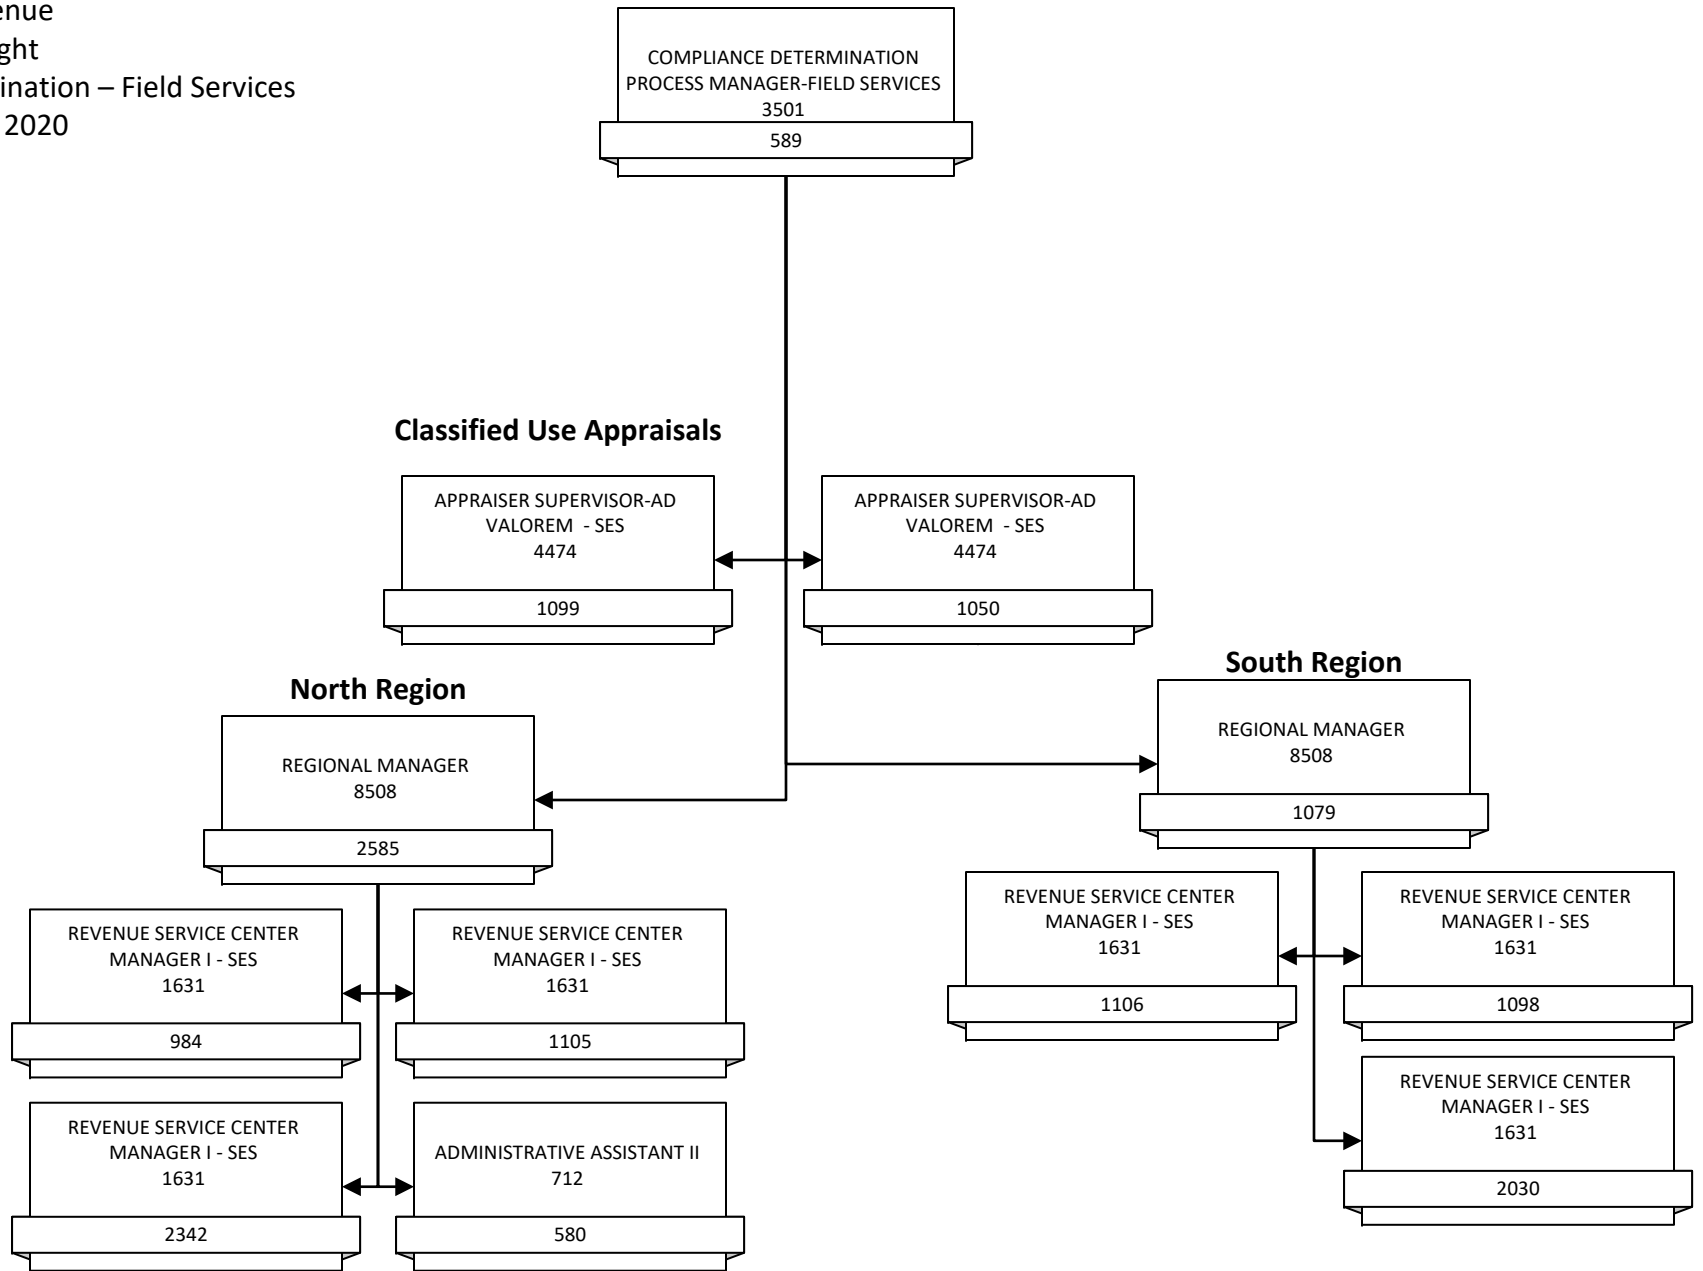 2020
ination – Field Services
COMPLIANCE DETERMINATION
PROCESS MANAGER-FIELD SERVICES
3501
589
Classified Use Appraisals
APPRAISER SUPERVISOR-AD
VALOREM - SES
4474
1099
APPRAISER SUPERVISOR-AD
VALOREM - SES
4474
1050
North Region
REGIONAL MANAGER
8508
2585
REVENUE SERVICE CENTER
MANAGER I - SES
1631
984
REVENUE SERVICE CENTER
MANAGER I - SES
1631
1105
REVENUE SERVICE CENTER
MANAGER I - SES
1631
2342
ADMINISTRATIVE ASSISTANT II
712
580
South Region
REGIONAL MANAGER
8508
1079
REVENUE SERVICE CENTER
MANAGER I - SES
1631
1106
REVENUE SERVICE CENTER
MANAGER I - SES
1631
1098
REVENUE SERVICE CENTER
MANAGER I - SES
1631
2030